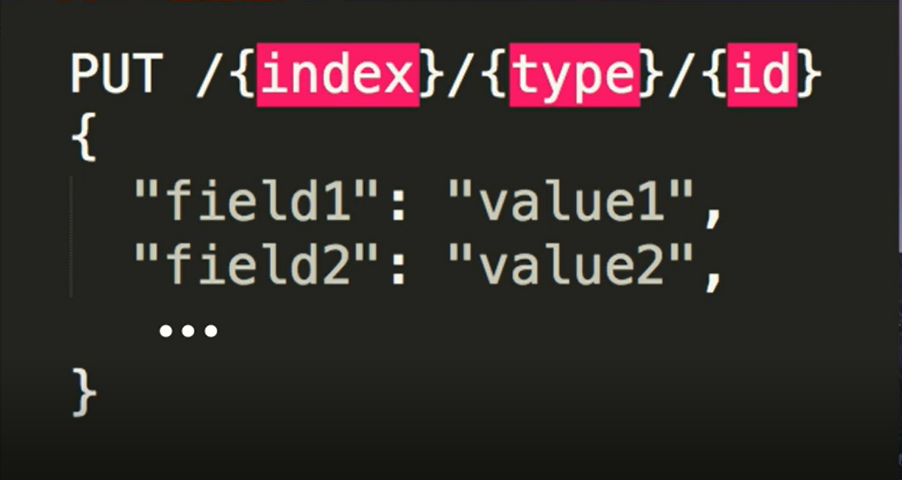 PUT /{index}/{type}/{id}
{
"field1": "value1",
"field2": "value2",
...
}